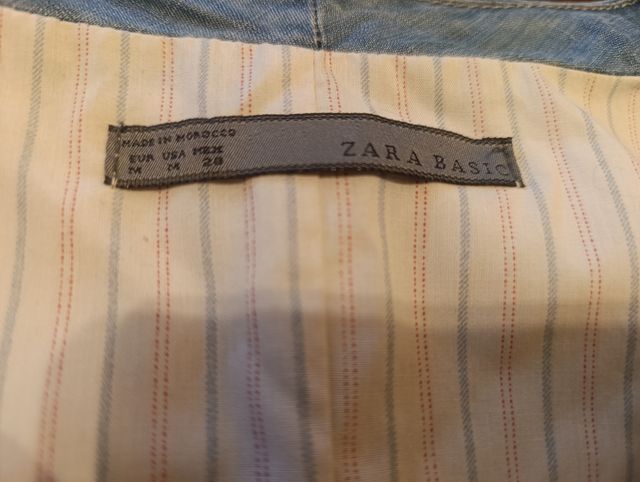 MADE IN MOROCCO
EUR USA MEX
M M 28
ZARA BASIC